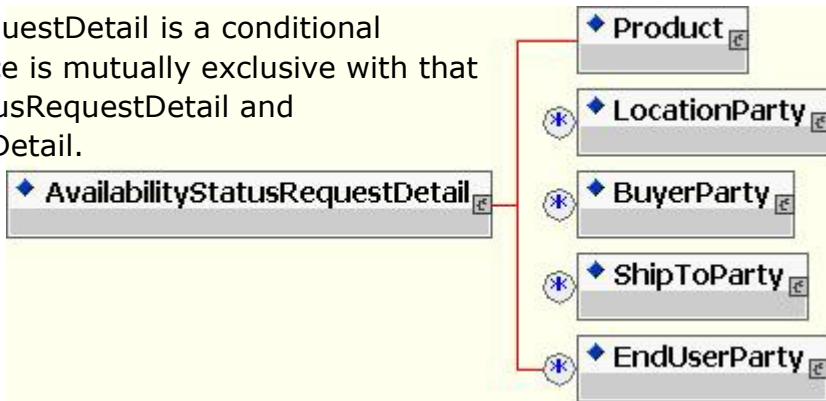 uestDetail is a conditional
e is mutually exclusive with that
usRequestDetail and
Detail.
AvailabilityStatusRequestDetail
Product
LocationParty
BuyerParty
ShipToParty
EndUserParty